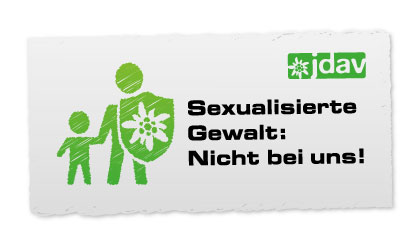 jdav
Sexualisierte
Gewalt:
Nicht bei uns!